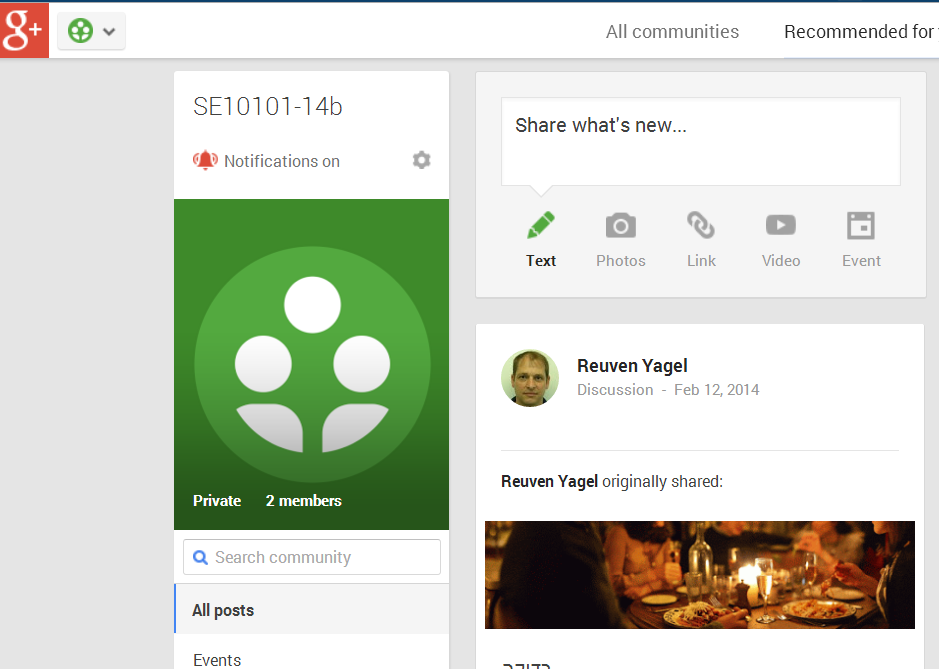 g+
All communities
Recommended for
SE10101-14b
Notifications on
Private 2 members
Search community
All posts
Events
Share what's new...
Text Photos Link Video Event
Reuven Yagel
Discussion - Feb 12, 2014
Reuven Yagel originally shared: